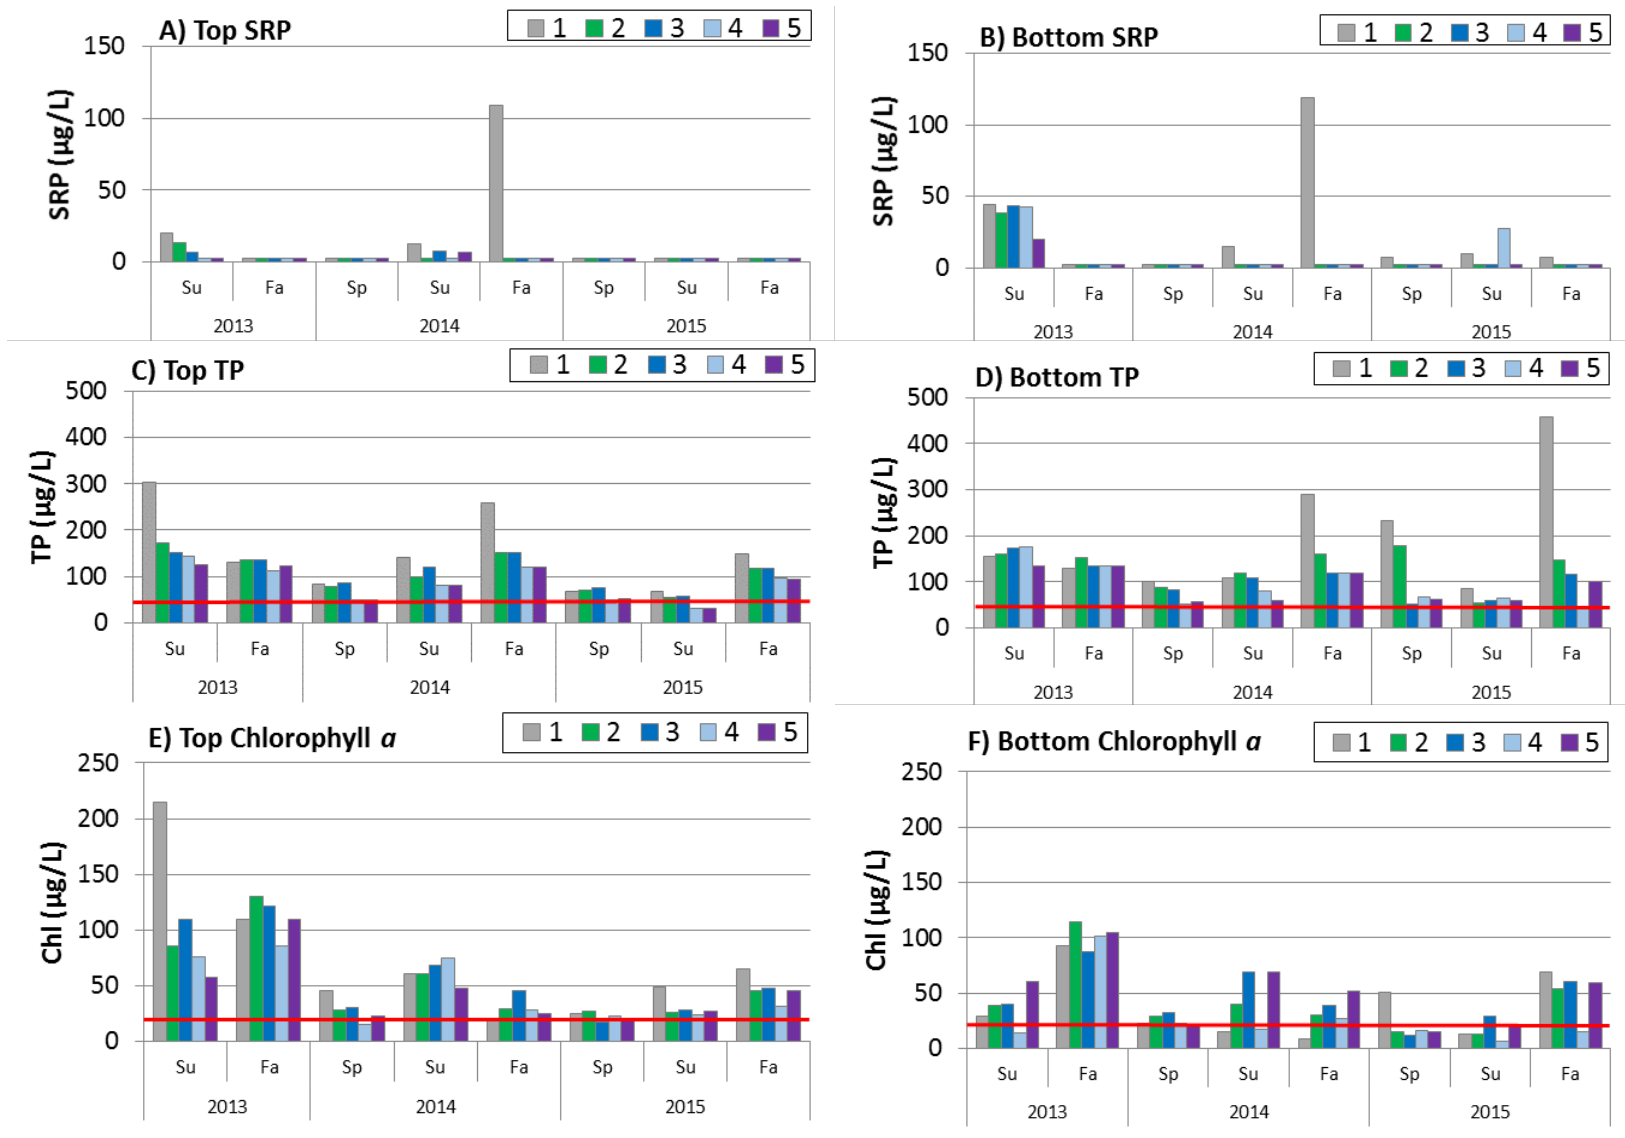 A) Top SRP
1 2 3 4 5
150
100
50
0
SRP (µg/L)
Su Fa Sp Su Fa Sp Su Fa
2013 2014 2015
B) Bottom SRP
1 2 3 4 5
150
100
50
0
SRP (µg/L)
Su Fa Sp Su Fa Sp Su Fa
2013 2014 2015
C) Top TP
1 2 3 4 5
500
400
300
200
100
0
TP (µg/L)
Su Fa Sp Su Fa Sp Su Fa
2013 2014 2015
D) Bottom TP
1 2 3 4 5
500
400
300
200
100
0
TP (µg/L)
Su Fa Sp Su Fa Sp Su Fa
2013 2014 2015
E) Top Chlorophyll a
1 2 3 4 5
250
200
150
100
50
0
Chl (µg/L)
Su Fa Sp Su Fa Sp Su Fa
2013 2014 2015
F) Bottom Chlorophyll a
1 2 3 4 5
250
200
150
100
50
0
Chl (µg/L)
Su Fa Sp Su Fa Sp Su Fa
2013 2014 2015